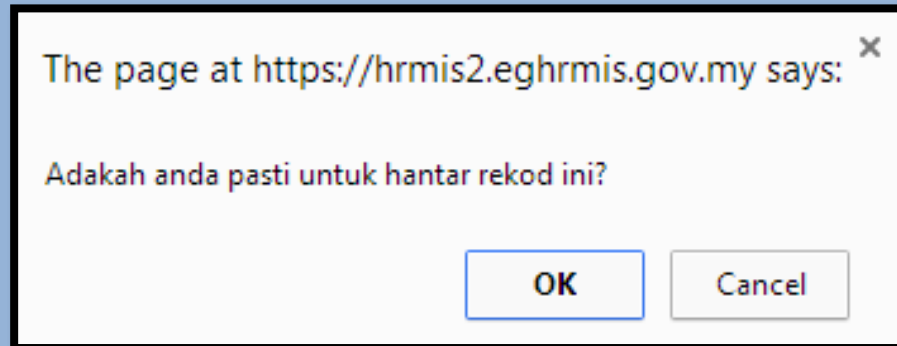 The page at https://hrmis2.eghrmis.gov.my says:
Adakah anda pasti untuk hantar rekod ini?
OK Cancel